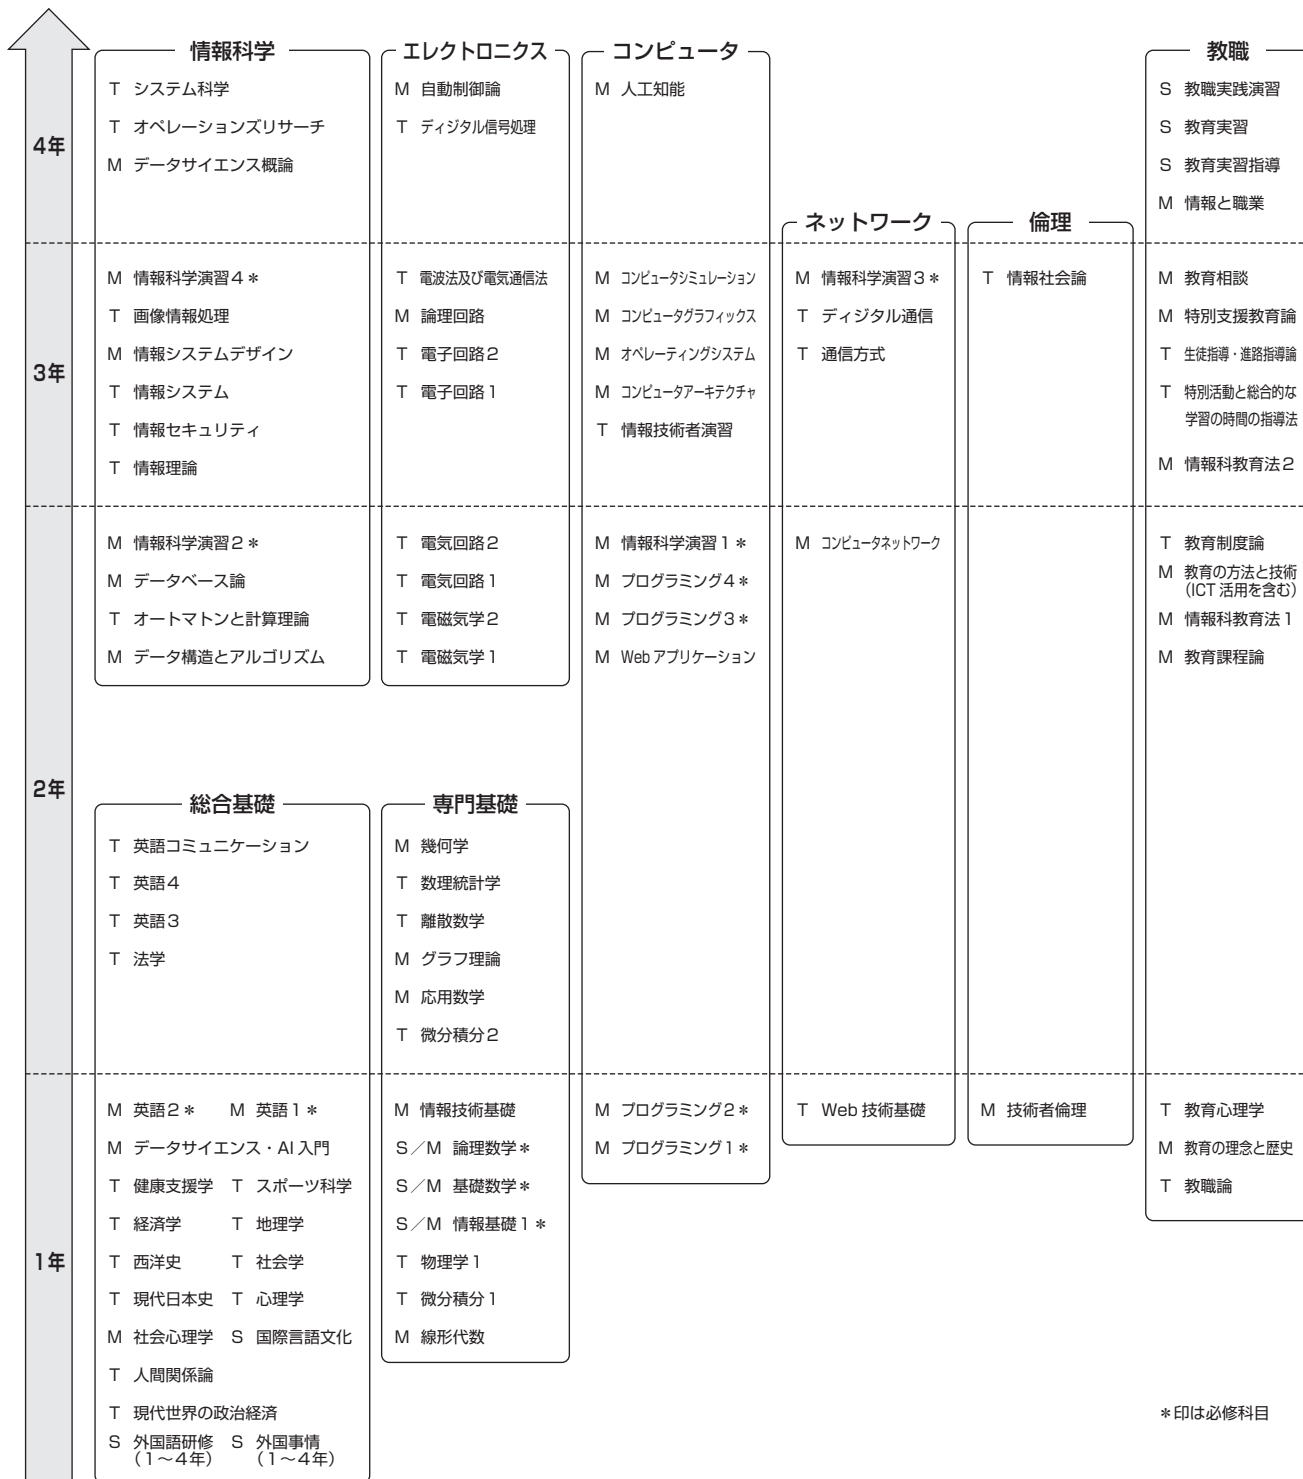 情報科学
T システム科学
T オペレーションズリサーチ
M データサイエンス概論
エレクトロニクス
M 自動制御論
T ディジタル信号処理
コンピュータ
M 人工知能
教職
S 教職実践演習
S 教育実習
S 教育実習指導
M 情報と職業
4年
ネットワーク
倫理
3年
M 情報科学演習4*
T 画像情報処理
M 情報システムデザイン
T 情報システム
T 情報セキュリティ
T 情報理論
T 電波法及び電気通信法
M 論理回路
T 電子回路2
T 電子回路1
M コンピュータシミュレーション
M コンピュータグラフィックス
M オペレーティングシステム
M コンピュータアーキテクチャ
T 情報技術者演習
M 情報科学演習3*
T ディジタル通信
T 通信方式
T 情報社会論
M 教育相談
M 特別支援教育論
T 生徒指導・進路指導論
T 特別活動と総合的な
学習の時間の指導法
M 情報科教育法2
2年
M 情報科学演習2*
M データベース論
T オートマトンと計算理論
M データ構造とアルゴリズム
T 電気回路2
T 電気回路1
T 電磁気学2
T 電磁気学1
M 情報科学演習1*
M プログラミング4*
M プログラミング3*
M Webアプリケーション
M コンピュータネットワーク
T 教育制度論
M 教育の方法と技術
(ICT活用を含む)
M 情報科教育法1
M 教育課程論
総合基礎
T 英語コミュニケーション
T 英語4
T 英語3
T 法学
専門基礎
M 幾何学
T 数理統計学
T 離散数学
M グラフ理論
M 応用数学
T 微分積分2
1年
M 英語2* M 英語1*
M データサイエンス・AI入門
T 健康支援学 T スポーツ科学
T 経済学 T 地理学
T 西洋史 T 社会学
T 現代日本史 T 心理学
M 社会心理学 S 国際言語文化
T 人間関係論
T 現代世界の政治経済
S 外国語研修 S 外国事情
(1~4年) (1~4年)
M 情報技術基礎
S/M 論理数学*
S/M 基礎数学*
S/M 情報基礎1*
T 物理学1
T 微分積分1
M 線形代数
M プログラミング2*
M プログラミング1*
T Web技術基礎
M 技術者倫理
T 教育心理学
M 教育の理念と歴史
T 教職論
*印は必修科目